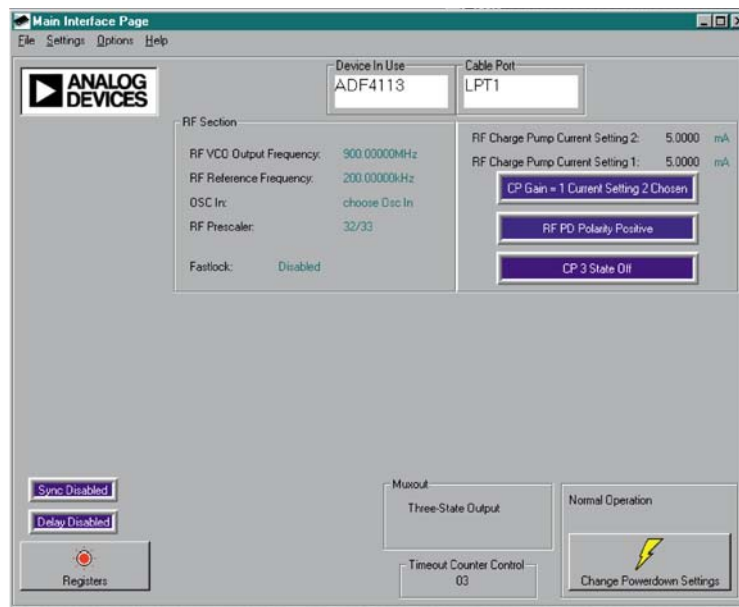 Main Interface Page
File Settings Options Help
ANALOG
DEVICES
Device In Use
ADF4113
Cable Port
LPT1
RF Section
RF VCO Output Frequency: 900.00000MHz
RF Reference Frequency: 200.00000kHz
OSC In: choose Osc In
RF Prescaler: 32/33
Fastlock: Disabled
RF Charge Pump Current Setting 2: 5.0000 mA
RF Charge Pump Current Setting 1: 5.0000 mA
CP Gain = 1 Current Setting 2 Chosen
RF PD Polarity Positive
CP 3 State Off
Sync Disabled
Delay Disabled
Registers
Muxout
Three-State Output
Timeout Counter Control
03
Normal Operation
Change Powerdown Settings